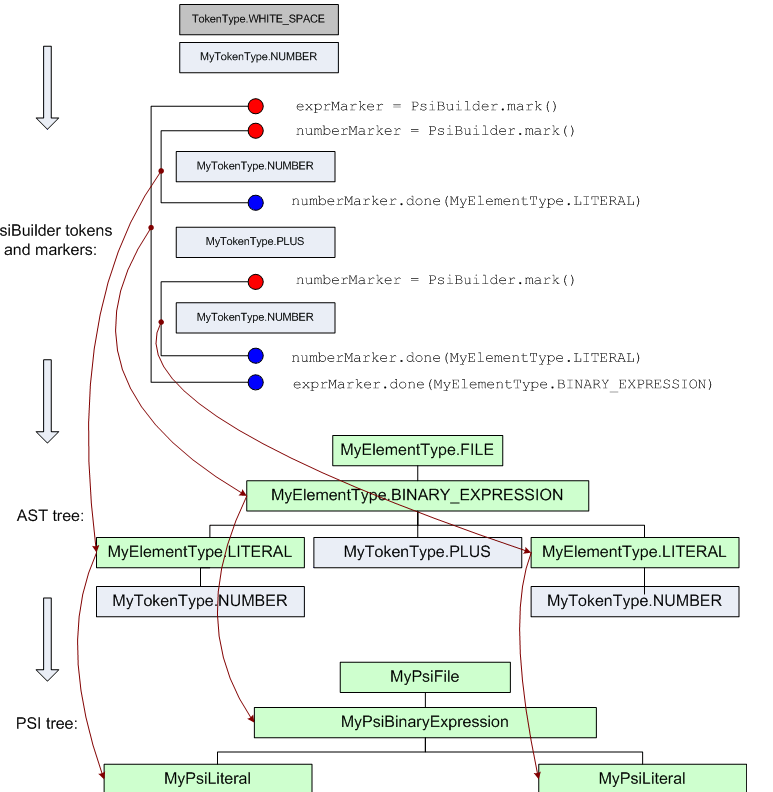 TokenType.WHITE_SPACE
MyTokenType.NUMBER
exprMarker = PsiBuilder.mark()
numberMarker = PsiBuilder.mark()
MyTokenType.NUMBER
numberMarker.done(MyElementType.LITERAL)
siBuilder tokens
and markers:
MyTokenType.PLUS
numberMarker = PsiBuilder.mark()
MyTokenType.NUMBER
numberMarker.done(MyElementType.LITERAL)
exprMarker.done(MyElementType.BINARY_EXPRESSION)
MyElementType.FILE
MyElementType.BINARY_EXPRESSION
AST tree:
MyElementType.LITERAL
MyTokenType.PLUS
MyElementType.LITERAL
MyTokenType.NUMBER
MyTokenType.NUMBER
MyPsiFile
PSI tree:
MyPsiBinaryExpression
MyPsiLiteral
MyPsiLiteral